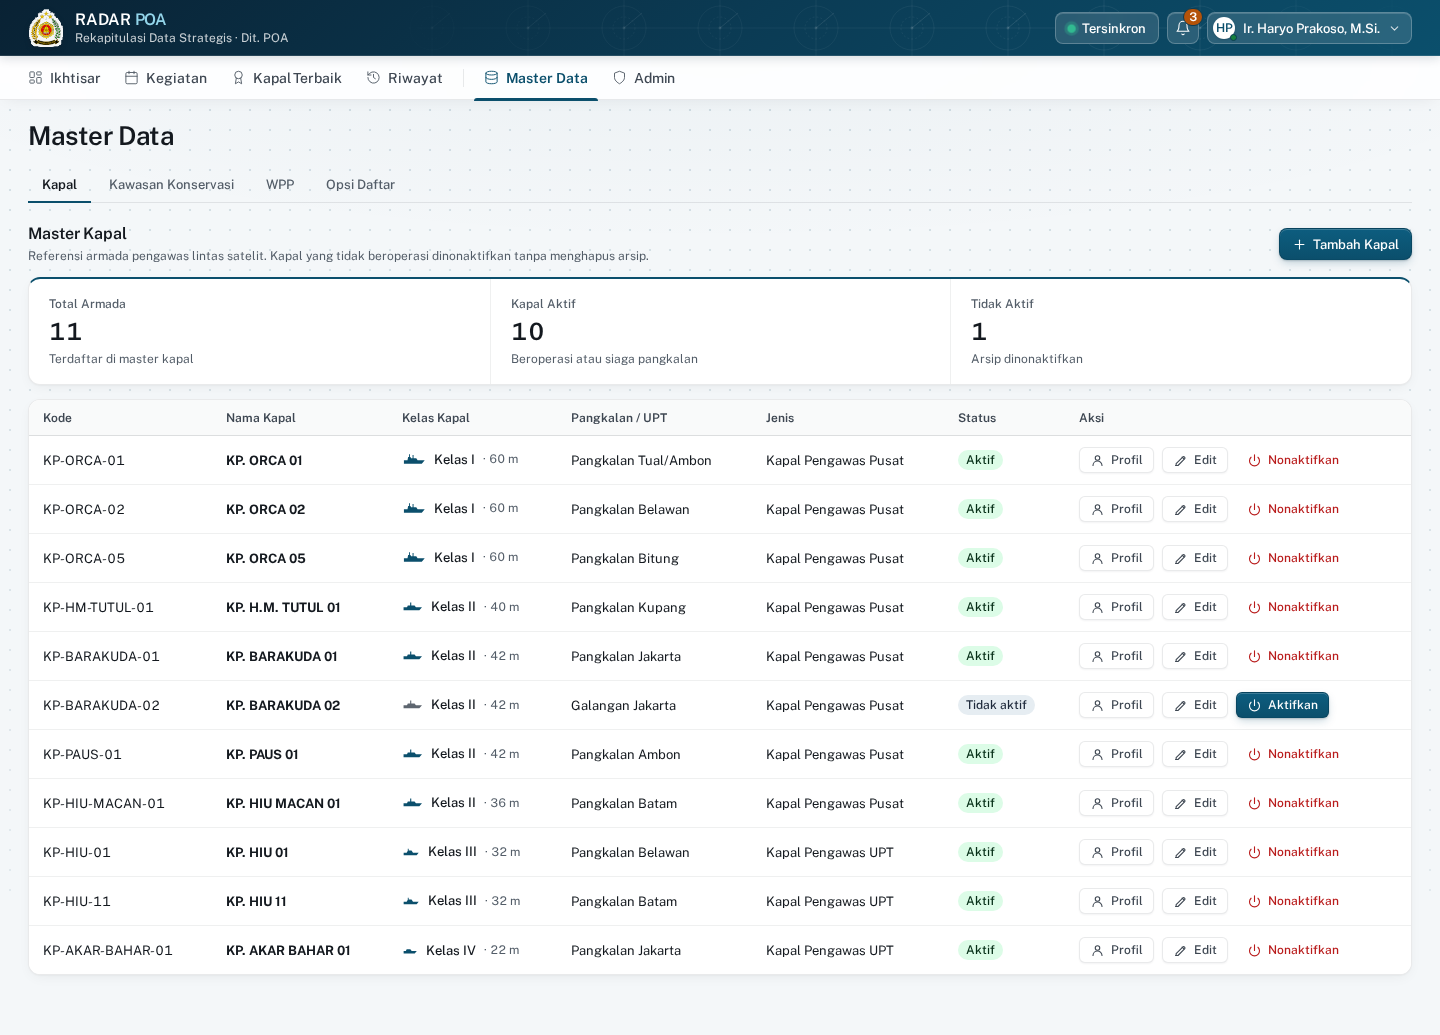 RADAR POA
Rekapitulasi Data Strategis · Dit. POA
Tersinkron
3
HP
Ir. Haryo Prakoso, M.Si.
Ikhtisar
Kegiatan
Kapal Terbaik
Riwayat
Master Data
Admin
Master Data
Kapal
Kawasan Konservasi
WPP
Opsi Daftar
Master Kapal
Referensi armada pengawas lintas satelit. Kapal yang tidak beroperasi dinonaktifkan tanpa menghapus arsip.
Tambah Kapal
Total Armada
11
Terdaftar di master kapal
Kapal Aktif
10
Beroperasi atau siaga pangkalan
Tidak Aktif
1
Arsip dinonaktifkan
Kode Nama Kapal Kelas Kapal Pangkalan / UPT Jenis Status Aksi
KP-ORCA-01 KP. ORCA 01 Kelas I · 60 m Pangkalan Tual/Ambon Kapal Pengawas Pusat Aktif Profil Edit Nonaktifkan
KP-ORCA-02 KP. ORCA 02 Kelas I · 60 m Pangkalan Belawan Kapal Pengawas Pusat Aktif Profil Edit Nonaktifkan
KP-ORCA-05 KP. ORCA 05 Kelas I · 60 m Pangkalan Bitung Kapal Pengawas Pusat Aktif Profil Edit Nonaktifkan
KP-HM-TUTUL-01 KP. H.M. TUTUL 01 Kelas II · 40 m Pangkalan Kupang Kapal Pengawas Pusat Aktif Profil Edit Nonaktifkan
KP-BARAKUDA-01 KP. BARAKUDA 01 Kelas II · 42 m Pangkalan Jakarta Kapal Pengawas Pusat Aktif Profil Edit Nonaktifkan
KP-BARAKUDA-02 KP. BARAKUDA 02 Kelas II · 42 m Galangan Jakarta Kapal Pengawas Pusat Tidak aktif Profil Edit Aktifkan
KP-PAUS-01 KP. PAUS 01 Kelas II · 42 m Pangkalan Ambon Kapal Pengawas Pusat Aktif Profil Edit Nonaktifkan
KP-HIU-MACAN-01 KP. HIU MACAN 01 Kelas II · 36 m Pangkalan Batam Kapal Pengawas Pusat Aktif Profil Edit Nonaktifkan
KP-HIU-01 KP. HIU 01 Kelas III · 32 m Pangkalan Belawan Kapal Pengawas UPT Aktif Profil Edit Nonaktifkan
KP-HIU-11 KP. HIU 11 Kelas III · 32 m Pangkalan Batam Kapal Pengawas UPT Aktif Profil Edit Nonaktifkan
KP-AKAR-BAHAR-01 KP. AKAR BAHAR 01 Kelas IV · 22 m Pangkalan Jakarta Kapal Pengawas UPT Aktif Profil Edit Nonaktifkan